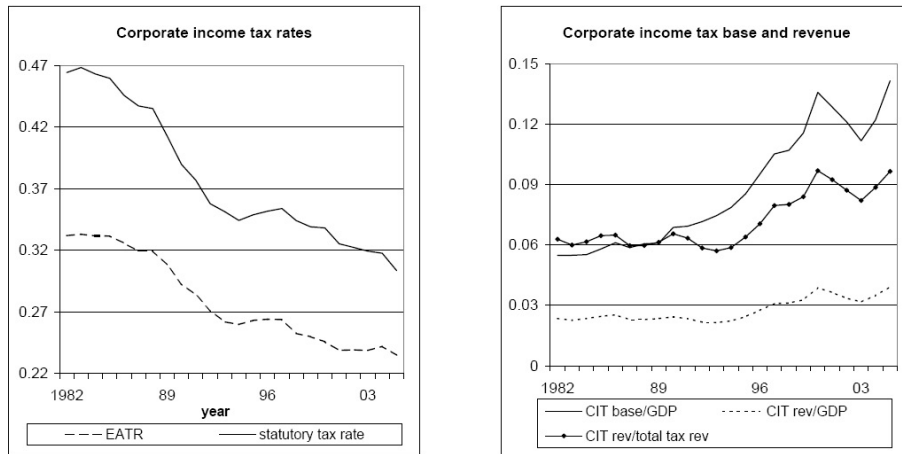 Corporate income tax rates
0.47
0.42
0.37
0.32
0.27
0.22
1982 89 96 03
year
EATR statutory tax rate
Corporate income tax base and revenue
0.15
0.12
0.09
0.06
0.03
0
1982 89 96 03
CIT base/GDP CIT rev/GDP
CIT rev/total tax rev